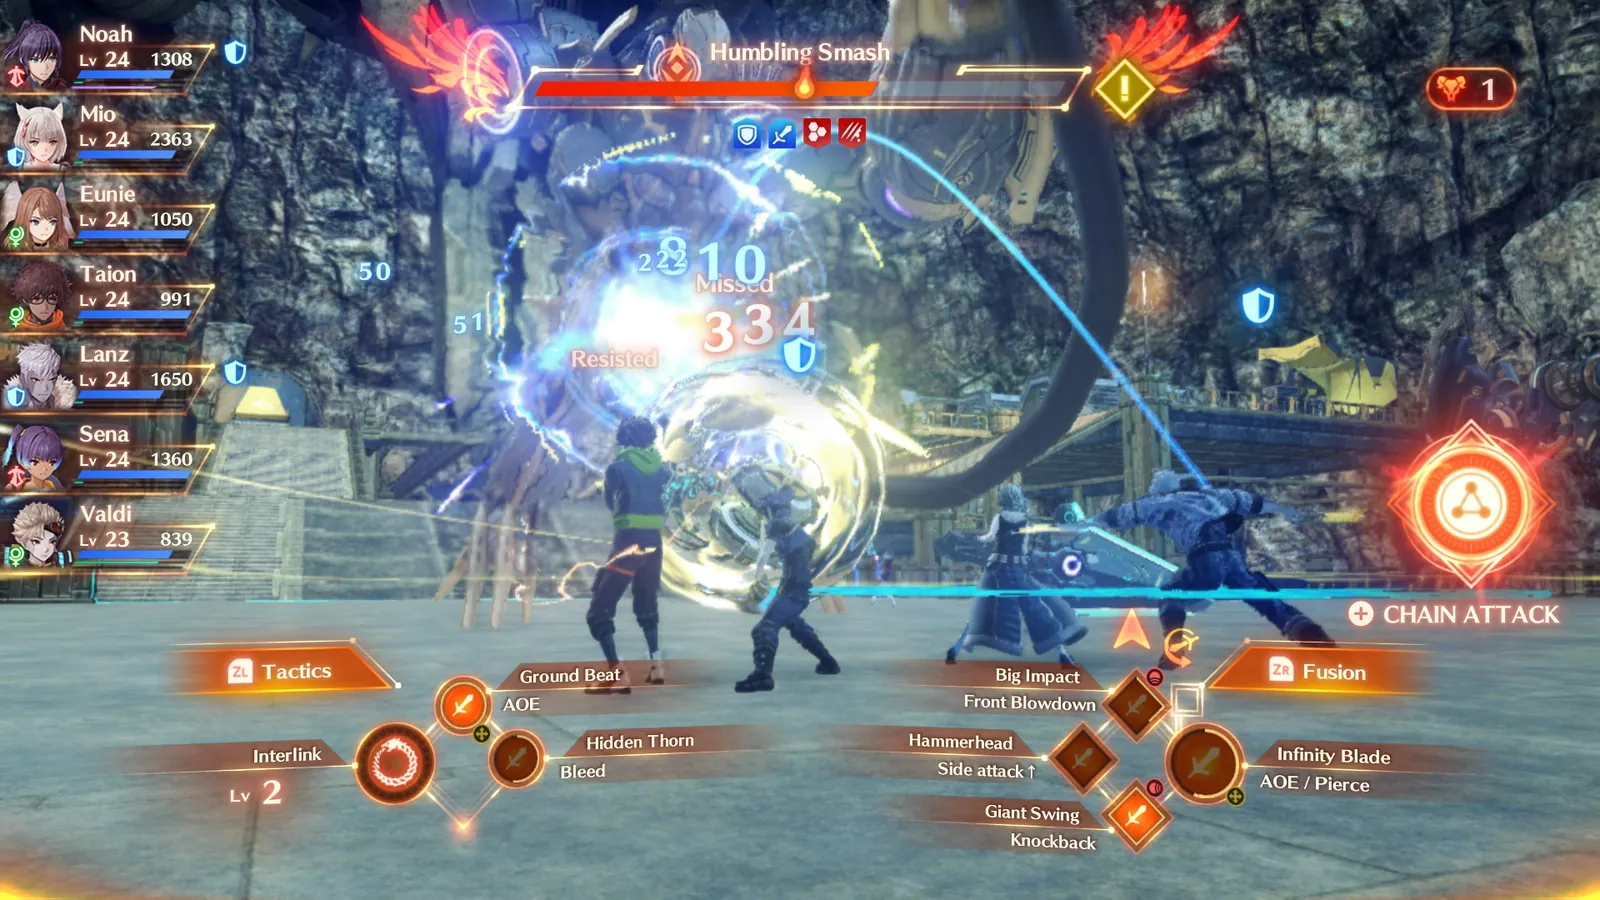 Noah
Lv 24 1308
Mio
Lv 24 2363
Eunie
Lv 24 1050
Taion
Lv 24 991
Lanz
Lv 24 1650
Sena
Lv 24 1360
Valdi
Lv 23 839
Humbling Smash
!
1
50
51
222
810
Missed
334
Resisted
CHAIN ATTACK
ZL Tactics
Ground Beat
AOE
Interlink
Lv 2
Hidden Thorn
Bleed
Big Impact
Front Blowdown
ZR Fusion
Hammerhead
Side attack↑
Infinity Blade
AOE / Pierce
Giant Swing
Knockback